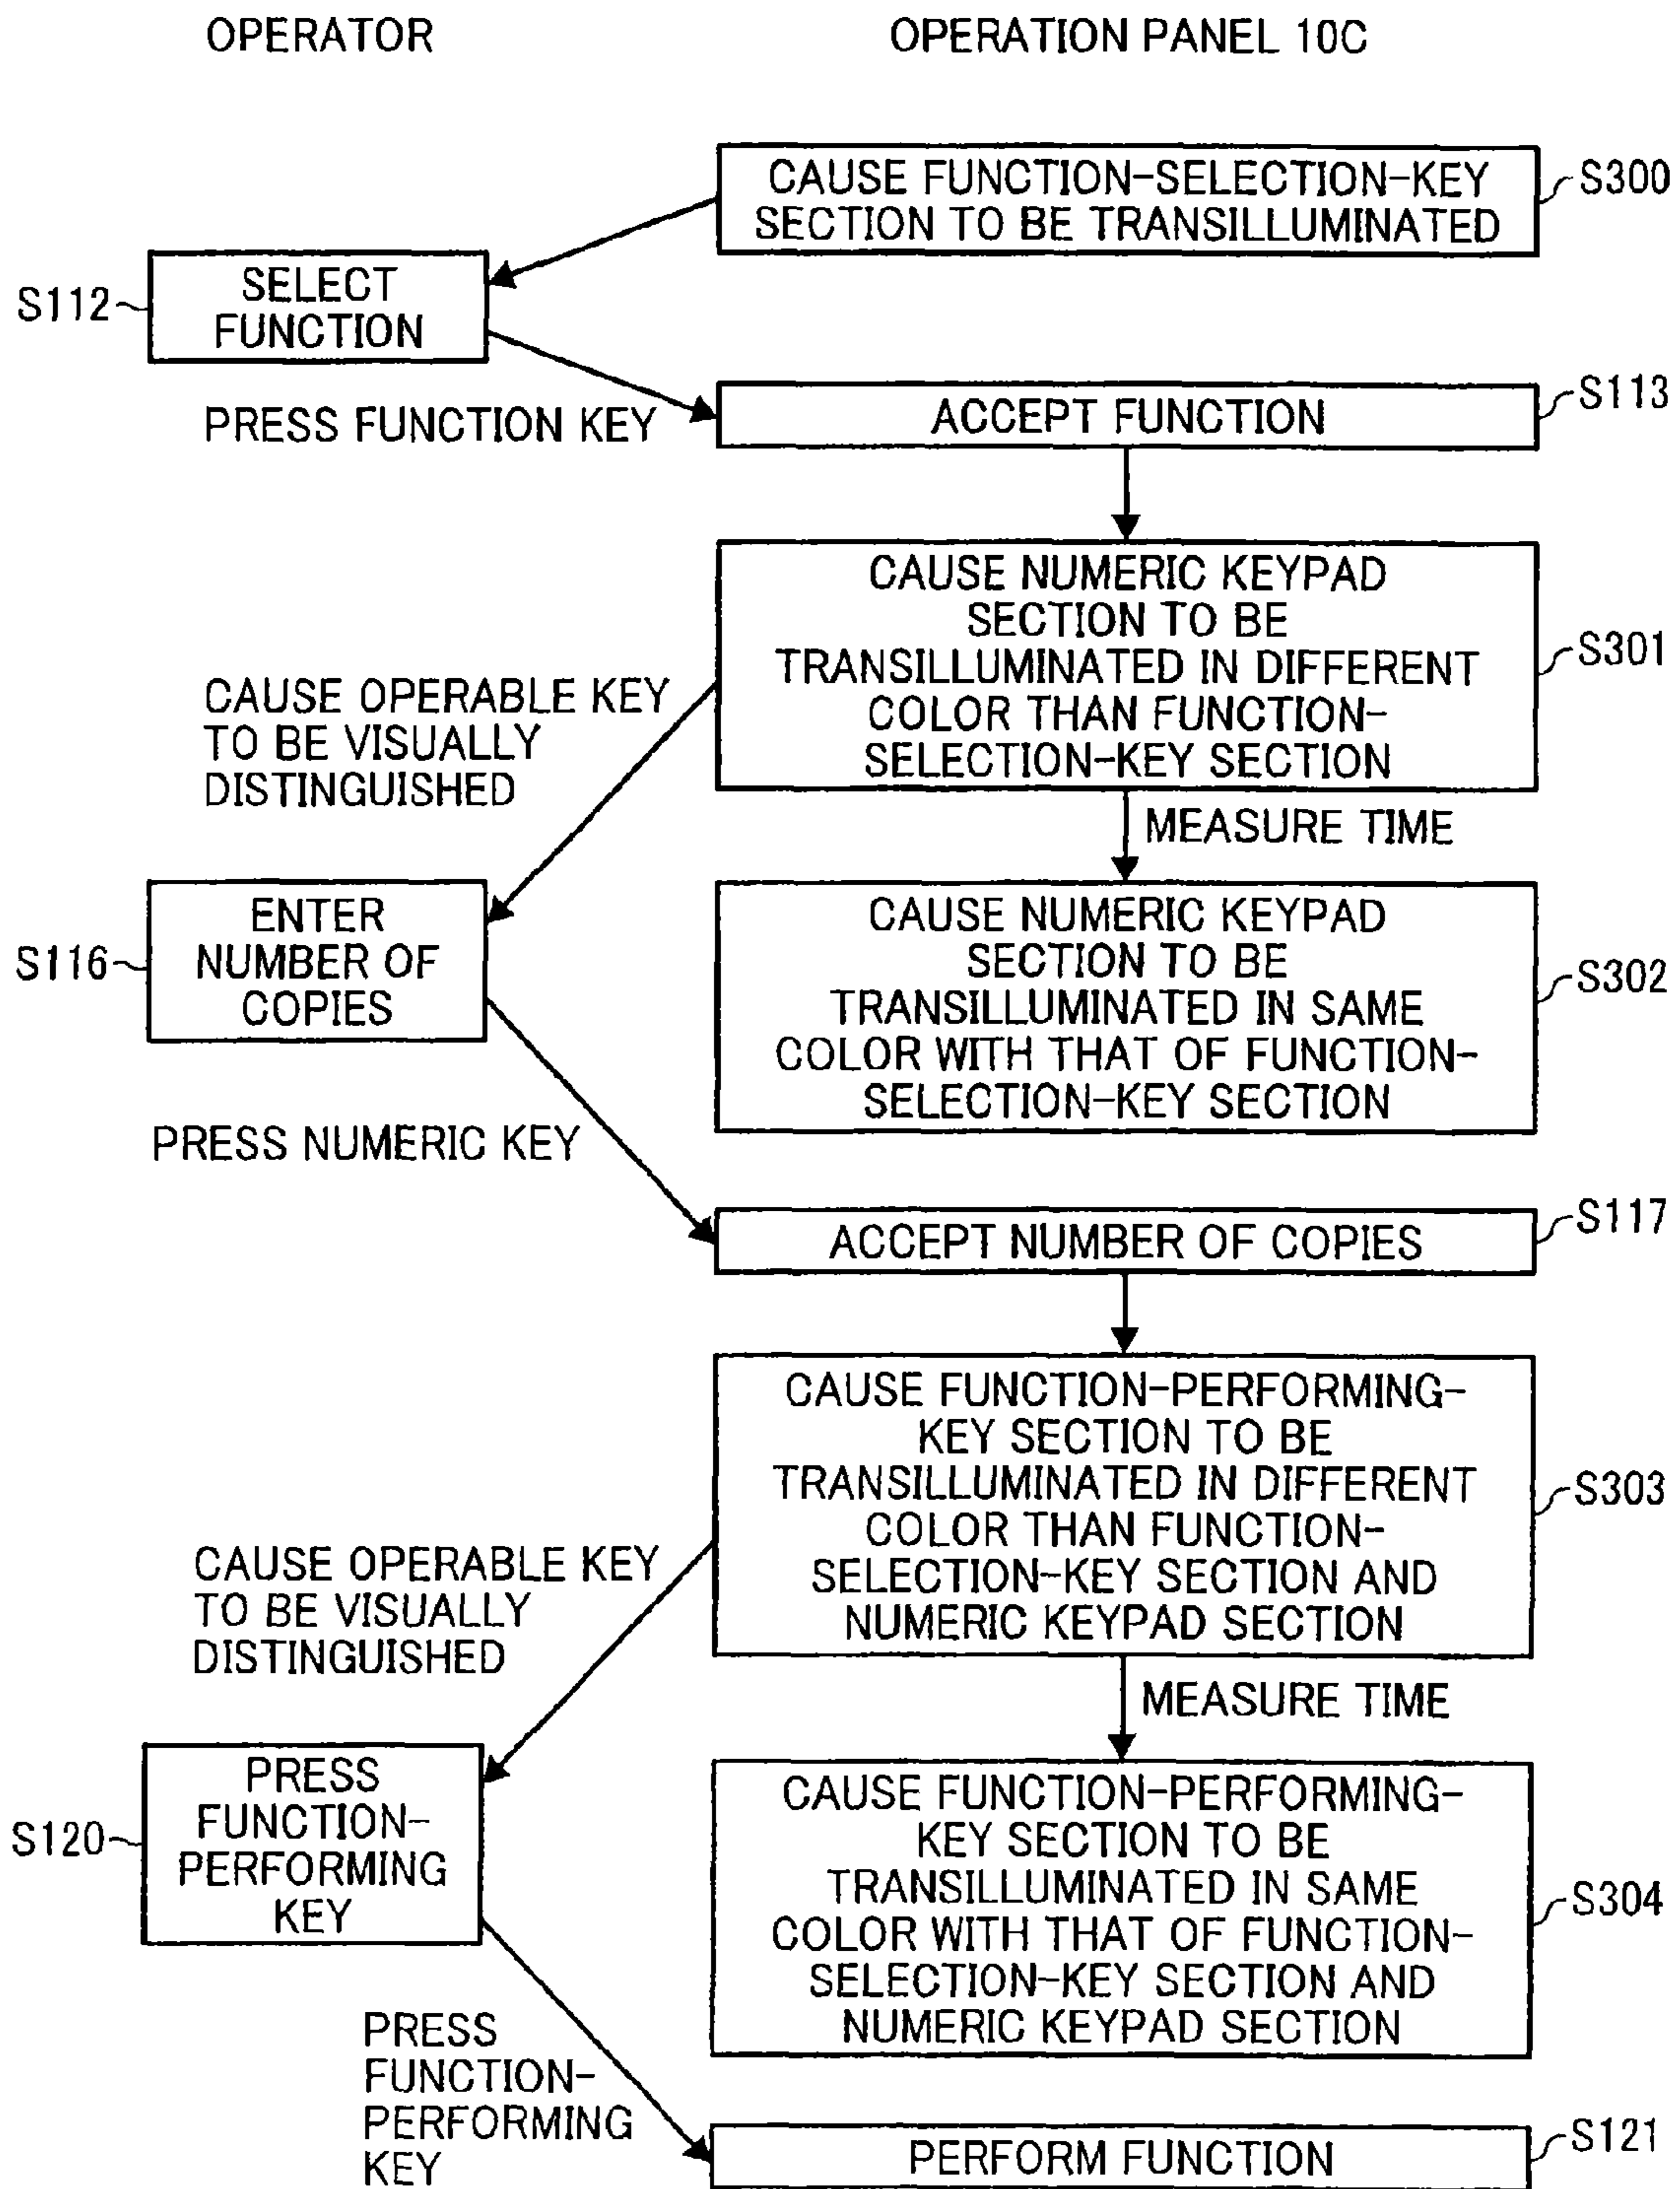 OPERATOR
OPERATION PANEL 10C
CAUSE FUNCTION-SELECTION-KEY
SECTION TO BE TRANSILLUMINATED
S300
S112
SELECT
FUNCTION
PRESS FUNCTION KEY
ACCEPT FUNCTION
S113
CAUSE NUMERIC KEYPAD
SECTION TO BE
TRANSILLUMINATED IN DIFFERENT
COLOR THAN FUNCTION-
SELECTION-KEY SECTION
S301
CAUSE OPERABLE KEY
TO BE VISUALLY
DISTINGUISHED
MEASURE TIME
S116
ENTER
NUMBER OF
COPIES
CAUSE NUMERIC KEYPAD
SECTION TO BE
TRANSILLUMINATED IN SAME
COLOR WITH THAT OF FUNCTION-
SELECTION-KEY SECTION
S302
PRESS NUMERIC KEY
ACCEPT NUMBER OF COPIES
S117
CAUSE FUNCTION-PERFORMING-
KEY SECTION TO BE
TRANSILLUMINATED IN DIFFERENT
COLOR THAN FUNCTION-
SELECTION-KEY SECTION AND
NUMERIC KEYPAD SECTION
S303
CAUSE OPERABLE KEY
TO BE VISUALLY
DISTINGUISHED
MEASURE TIME
S120
PRESS
FUNCTION-
PERFORMING
KEY
CAUSE FUNCTION-PERFORMING-
KEY SECTION TO BE
TRANSILLUMINATED IN SAME
COLOR WITH THAT OF FUNCTION-
SELECTION-KEY SECTION AND
NUMERIC KEYPAD SECTION
S304
PRESS
FUNCTION-
PERFORMING
KEY
PERFORM FUNCTION
S121